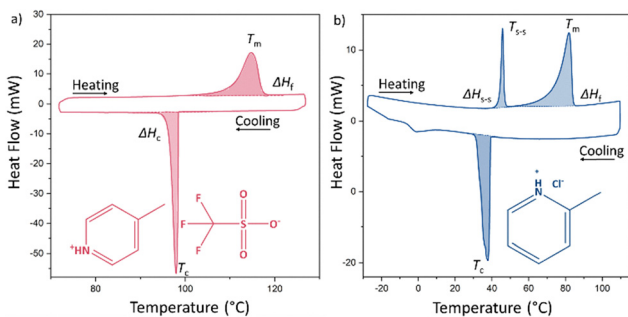 a)
Heat Flow (mW)
30
20
10
0
-10
-20
-30
-40
-50
Tm
Heating
ΔHf
ΔHc
Cooling
+HN
F
F
F
O
S
O-
O
Tc
80
100
120
Temperature (°C)
b)
Heat Flow (mW)
10
0
-20
Ts-s
Tm
Heating
ΔHs-s
ΔHf
Cooling
+
H
N
Cl-
Tc
-20
0
20
40
60
80
100
Temperature (°C)